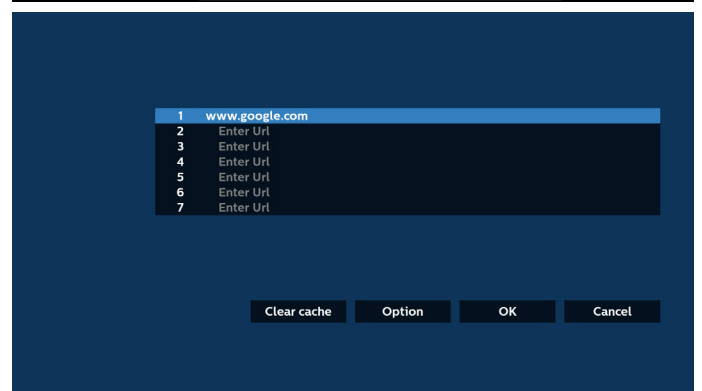 1 www.google.com
2 Enter Url
3 Enter Url
4 Enter Url
5 Enter Url
6 Enter Url
7 Enter Url
Clear cache Option OK Cancel